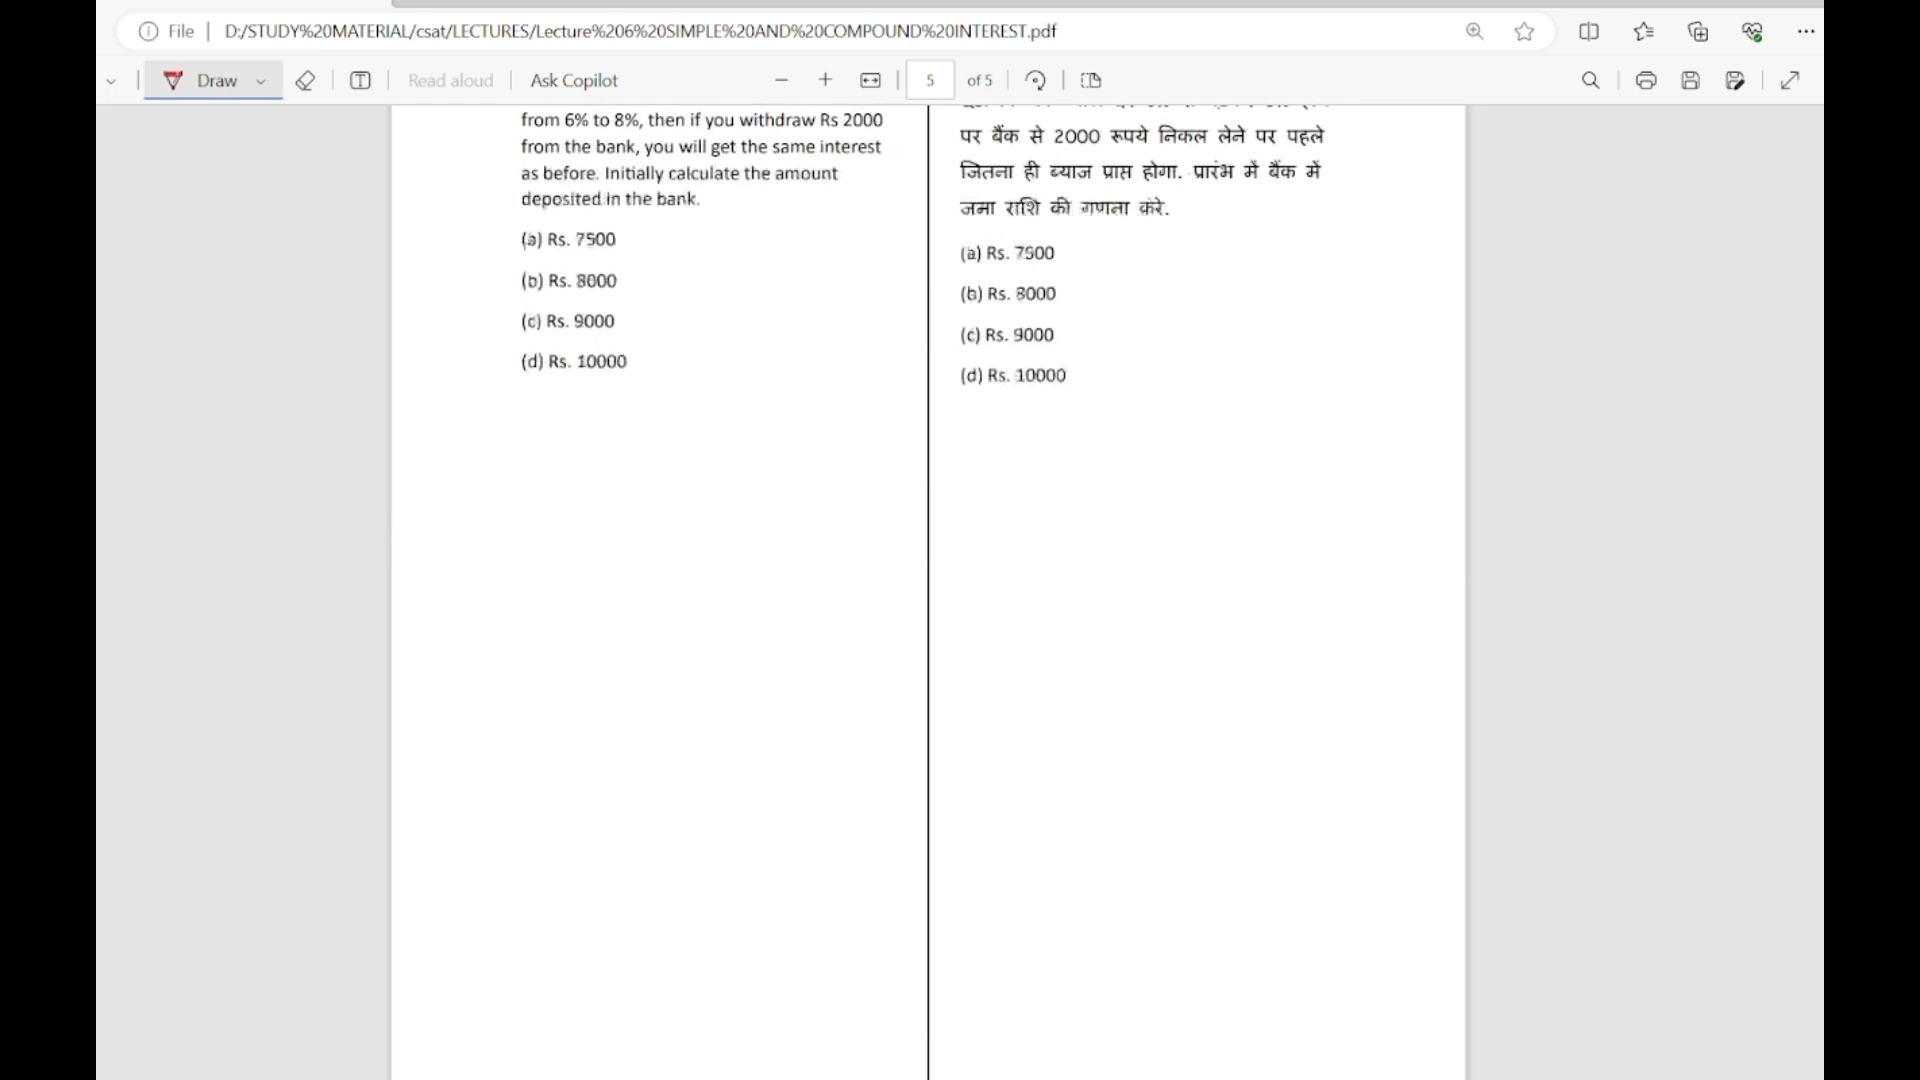 File
D:/STUDY%20MATERIAL/csat/LECTURES/Lecture%206%20SIMPLE%20AND%20COMPOUND%20INTEREST.pdf
Draw
Read aloud
Ask Copilot
5
of 5
from 6% to 8%, then if you withdraw Rs 2000
from the bank, you will get the same interest
as before. Initially calculate the amount
deposited in the bank.
(a) Rs. 7500
(b) Rs. 8000
(c) Rs. 9000
(d) Rs. 10000
पर बैंक से 2000 रूपये निकल लेने पर पहले
जितना ही ब्याज प्राप्त होगा. प्रारंभ में बैंक में
जमा राशि की गणता करे.
(a) Rs. 7500
(b) Rs. 8000
(c) Rs. 9000
(d) Rs. 10000